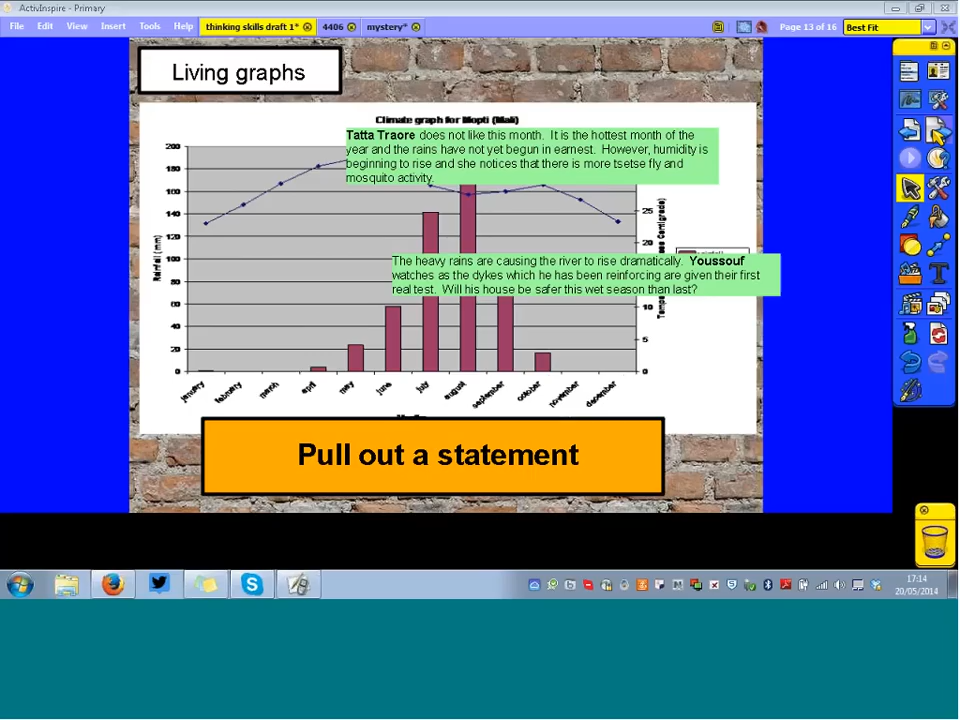 ActivInspire - Primary
File Edit View Insert Tools Help thinking skills draft 1* 4406 mystery* Page 13 of 16 Best Fit
Living graphs
Climate graph for Mopti (Mali)
Tatta Traore does not like this month. It is the hottest month of the
year and the rains have not yet begun in earnest. However, humidity is
beginning to rise and she notices that there is more tsetse fly and
mosquito activity.
The heavy rains are causing the river to rise dramatically. Youssouf
watches as the dykes which he has been reinforcing are given their first
real test. Will his house be safer this wet season than last?
Rainfall (mm)
200
180
160
140
120
100
80
60
40
20
0
25
20
10
5
0
january february march april may june july august september october november december
Pull out a statement
17:14
20/05/2014